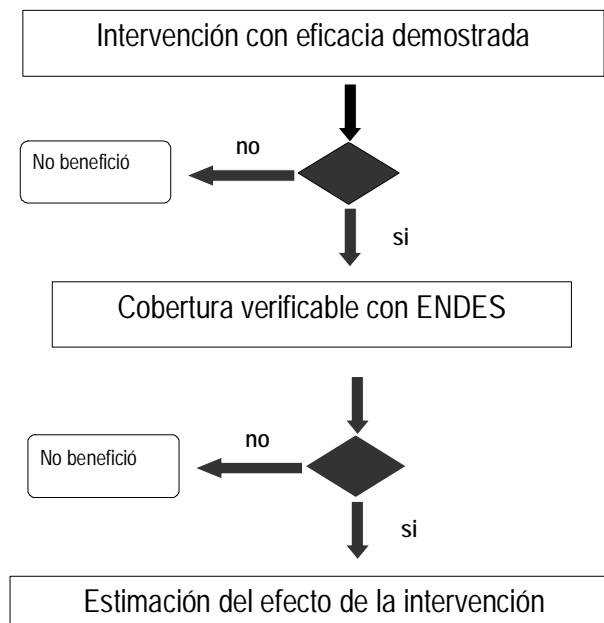 Intervención con eficacia demostrada
no
No benefició
si
Cobertura verificable con ENDES
no
No benefició
si
Estimación del efecto de la intervención